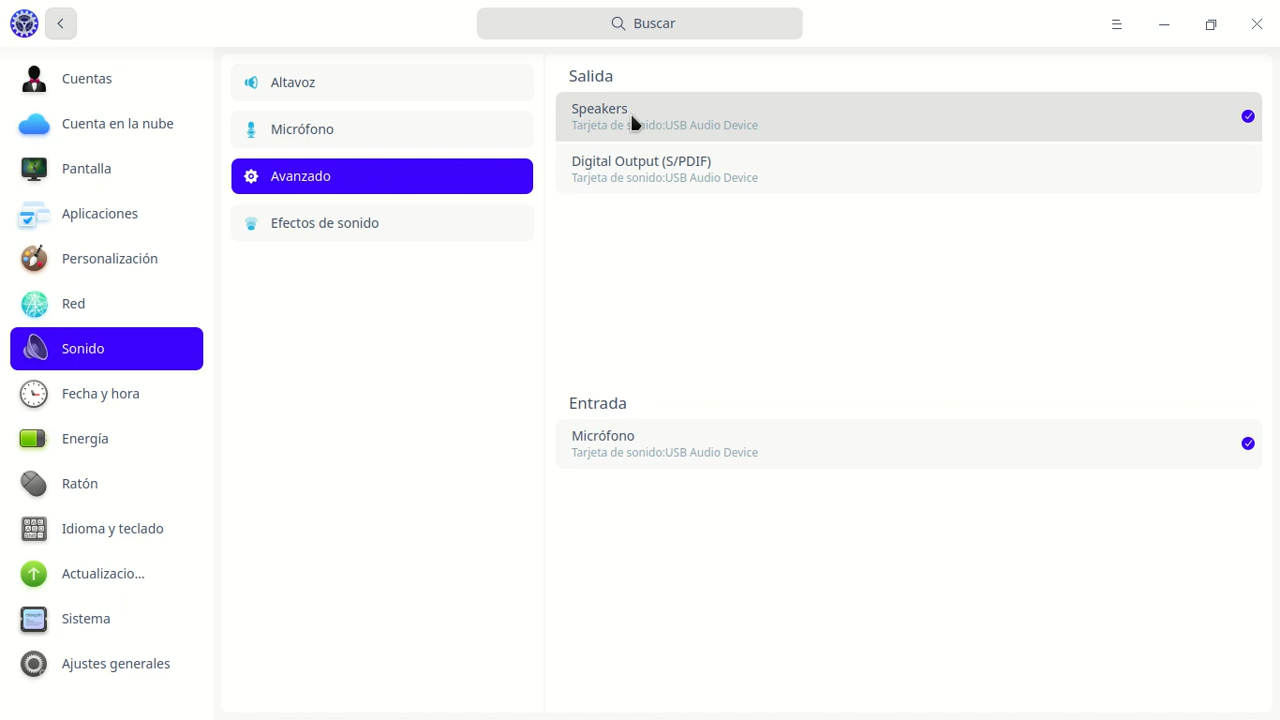 Buscar
Cuentas
Cuenta en la nube
Pantalla
Aplicaciones
Personalización
Red
Sonido
Fecha y hora
Energía
Ratón
Idioma y teclado
Actualizacio...
Sistema
Ajustes generales
Altavoz
Micrófono
Avanzado
Efectos de sonido
Salida
Speakers
Tarjeta de sonido:USB Audio Device
Digital Output (S/PDIF)
Tarjeta de sonido:USB Audio Device
Entrada
Micrófono
Tarjeta de sonido:USB Audio Device